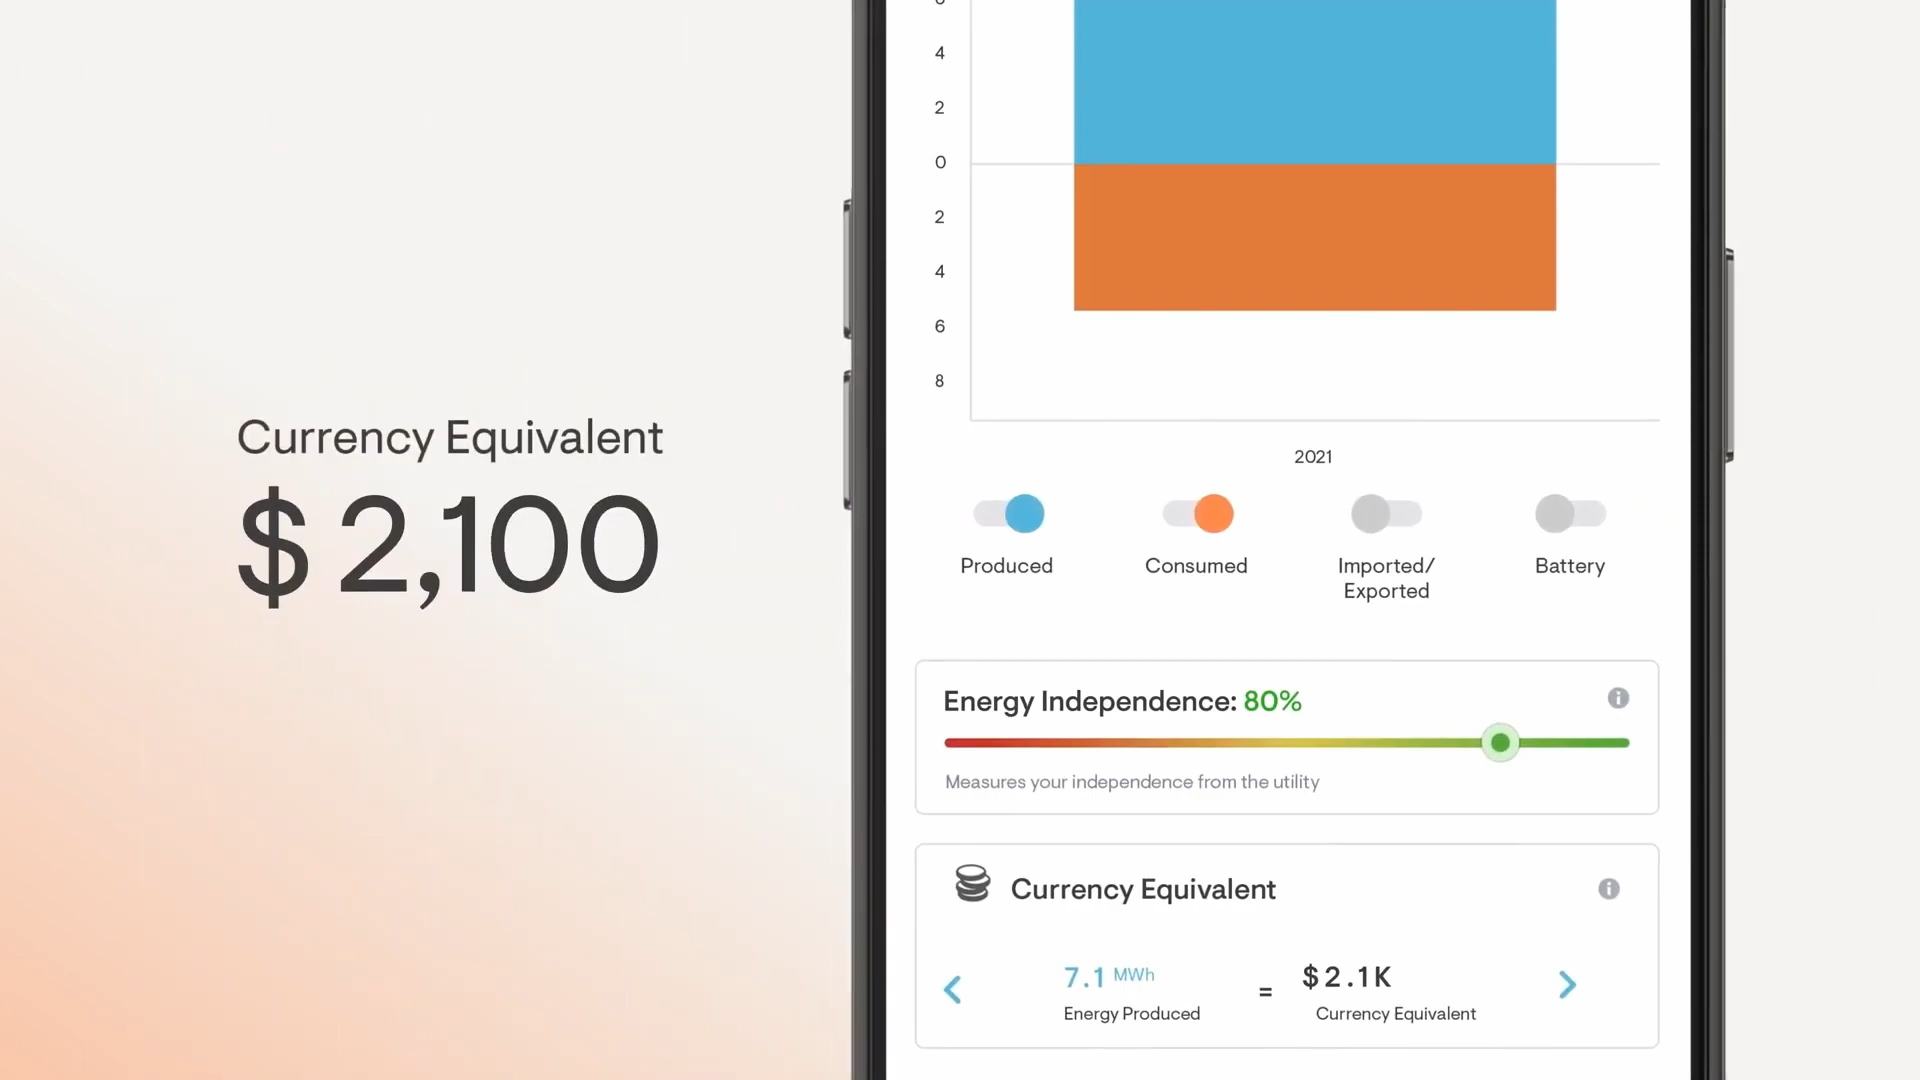 Currency Equivalent
$ 2,100
4
2
0
2
4
6
8
2021
Produced
Consumed
Imported/
Exported
Battery
Energy Independence: 80%
Measures your independence from the utility
Currency Equivalent
7.1 MWh
Energy Produced
=
$2.1K
Currency Equivalent